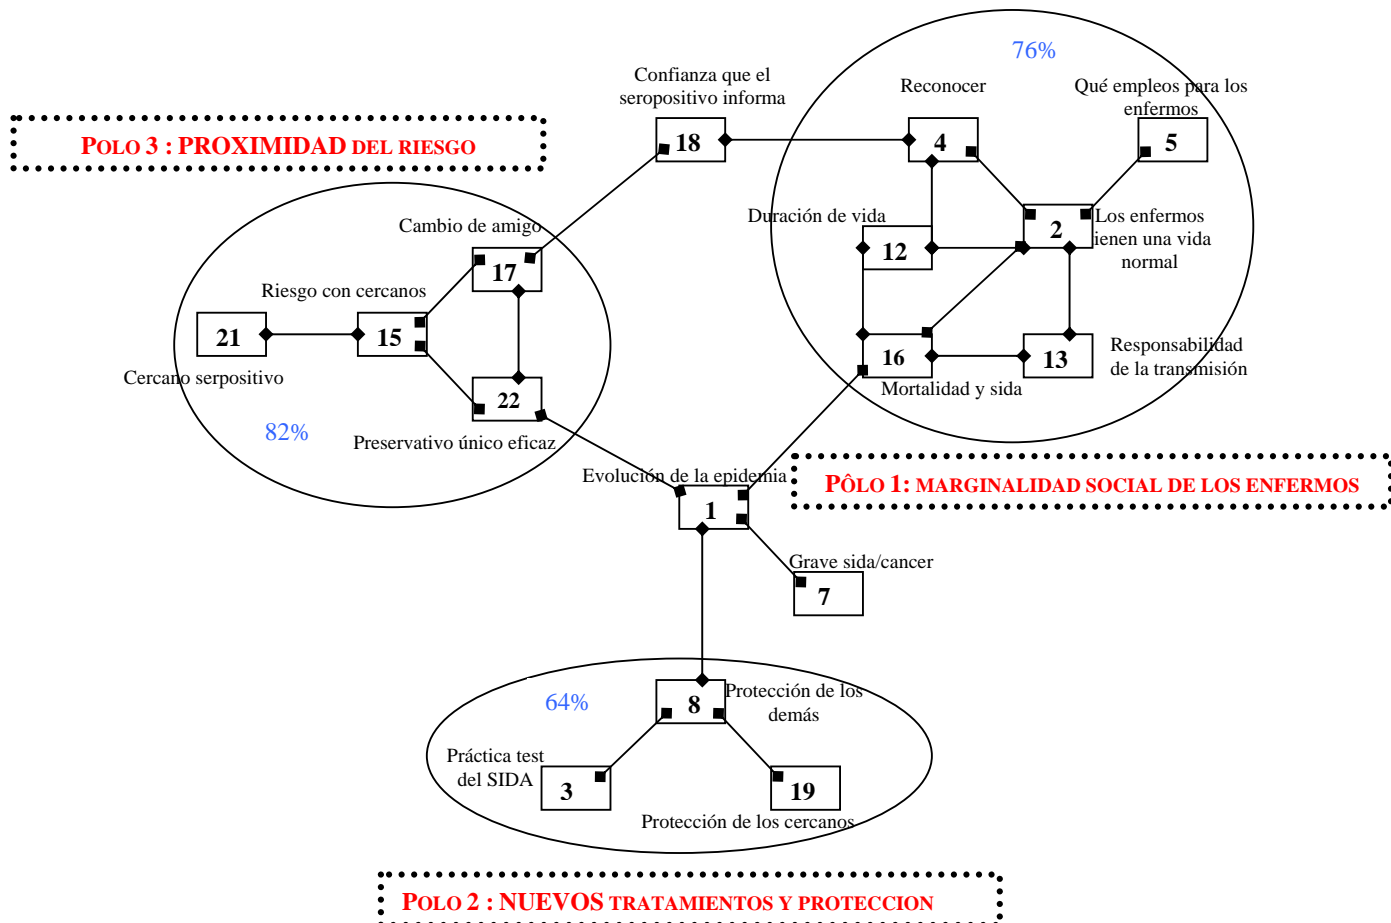 76%
Confianza que el
seropositivo informa
Reconocer
Qué empleos para los
enfermos
POLO 3 : PROXIMIDAD DEL RIESGO
18
4
5
Cambio de amigo
Duración de vida
2
Los enfermos
ienen una vida
normal
12
17
Riesgo con cercanos
21
15
16
13
Responsabilidad
de la transmisión
Cercano serpositivo
Mortalidad y sida
22
82%
Preservativo único eficaz
Evolución de la epidemia
PÔLO 1: MARGINALIDAD SOCIAL DE LOS ENFERMOS
1
Grave sida/cancer
7
64%
8
Protección de los
demás
Práctica test
del SIDA
3
19
Protección de los cercanos
POLO 2 : NUEVOS TRATAMIENTOS Y PROTECCION